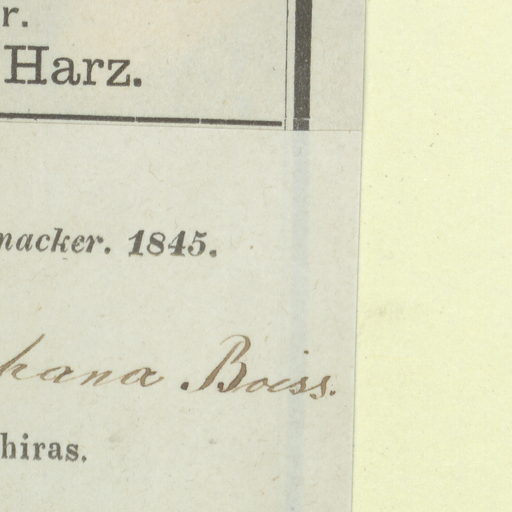 r.
Harz.
nacker. 1845.
hana Boiss.
hiras.